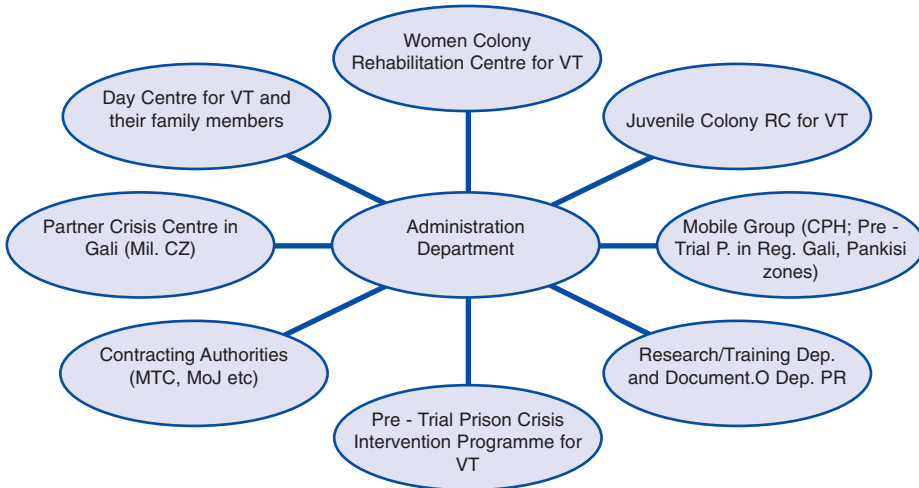 Women Colony
Rehabilitation Centre for VT
Day Centre for VT and
their family members
Juvenile Colony RC for VT
Partner Crisis Centre in
Gali (Mil. CZ)
Administration
Department
Mobile Group (CPH; Pre -
Trial P. in Reg. Gali, Pankisi
zones)
Contracting Authorities
(MTC, MoJ etc)
Research/Training Dep.
and Document.O Dep. PR
Pre - Trial Prison Crisis
Intervention Programme for
VT